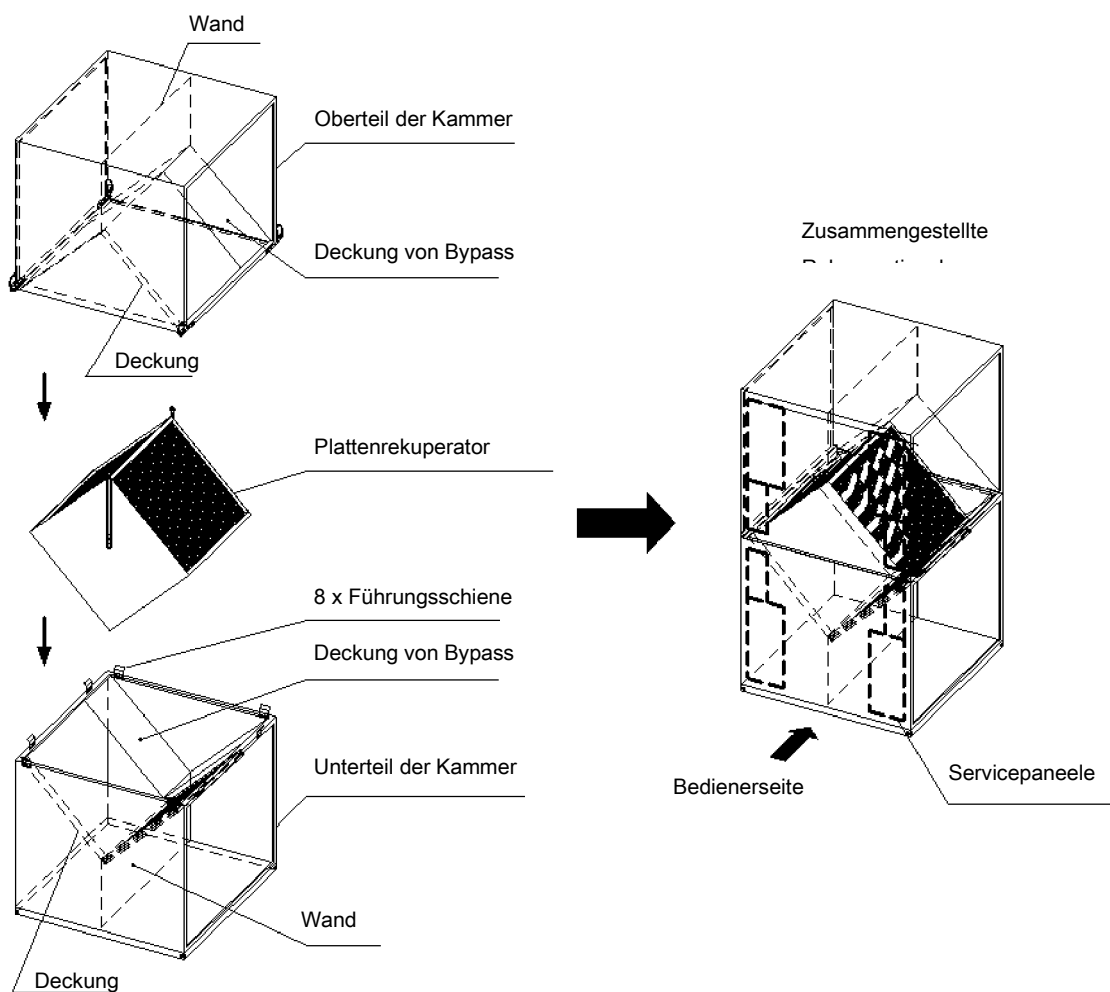 Wand
Oberteil der Kammer
Deckung von Bypass
Deckung
Plattenrekuperator
8 x Führungsschiene
Deckung von Bypass
Unterteil der Kammer
Wand
Deckung
Zusammengestellte
Bedienerseite
Servicepaneele